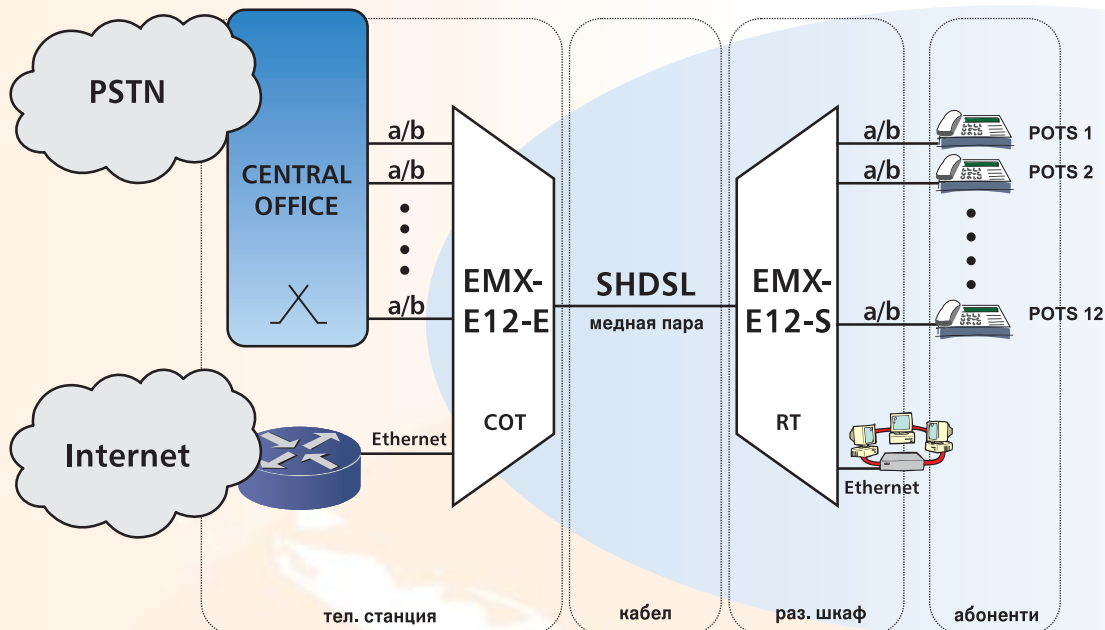 PSTN
CENTRAL
OFFICE
a/b
a/b
a/b
EMX-
E12-E
COT
Internet
Ethernet
SHDSL
медная пара
EMX-
E12-S
RT
a/b
a/b
a/b
POTS 1
POTS 2
POTS 12
Ethernet
тел. станция
кабел
раз. шкаф
абоненти